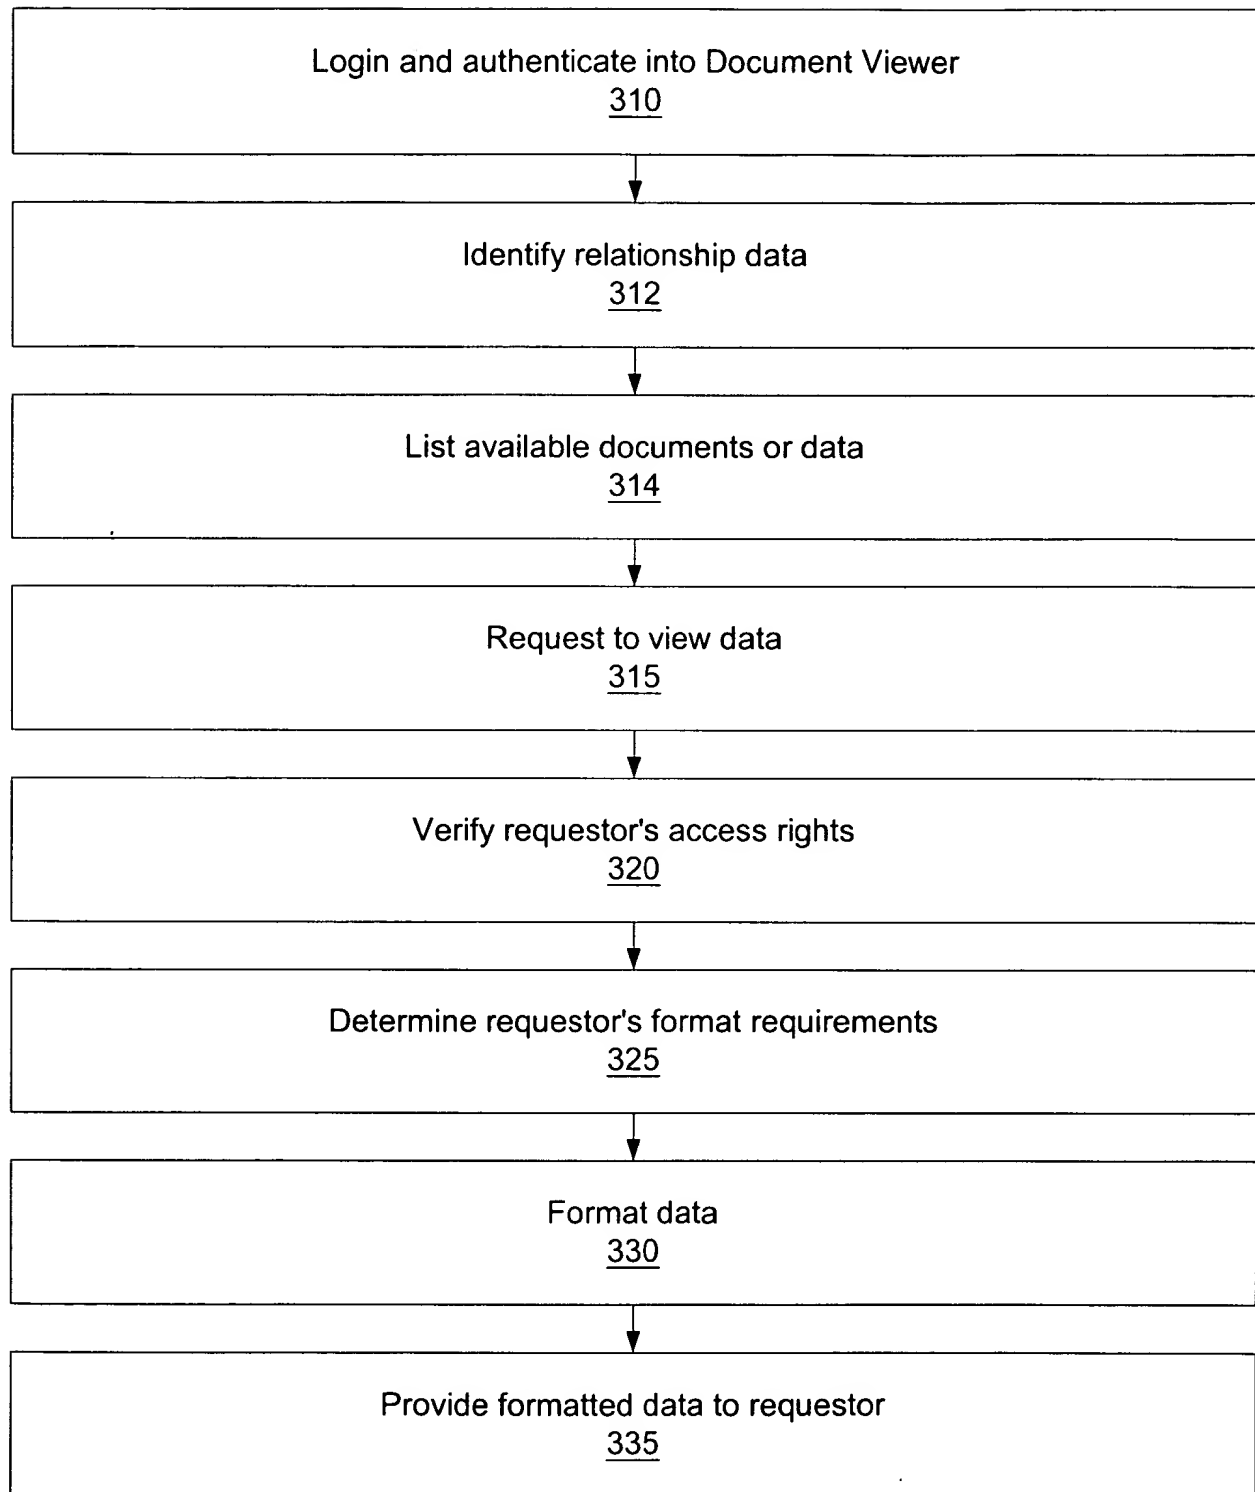 Login and authenticate into Document Viewer
310
Identify relationship data
312
List available documents or data
314
Request to view data
315
Verify requestor's access rights
320
Determine requestor's format requirements
325
Format data
330
Provide formatted data to requestor
335